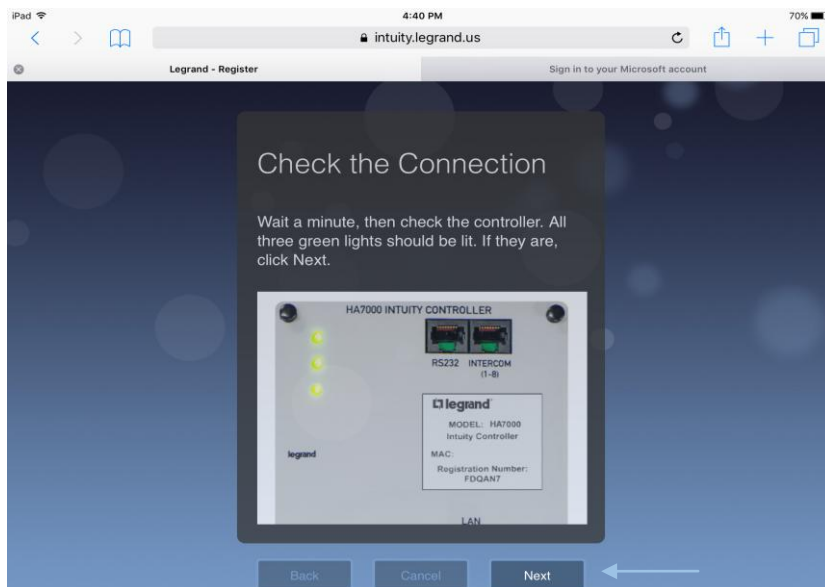 iPad
4:40 PM
70%
intuity.legrand.us
Legrand - Register
Sign in to your Microsoft account
Check the Connection
Wait a minute, then check the controller. All
three green lights should be lit. If they are,
click Next.
HA7000 INTUITY CONTROLLER
RS232 INTERCOM
(1-8)
legrand
MODEL: HA7000
Intuity Controller
legrand
MAC:
Registration Number:
FDQAN7
LAN
Back Cancel Next